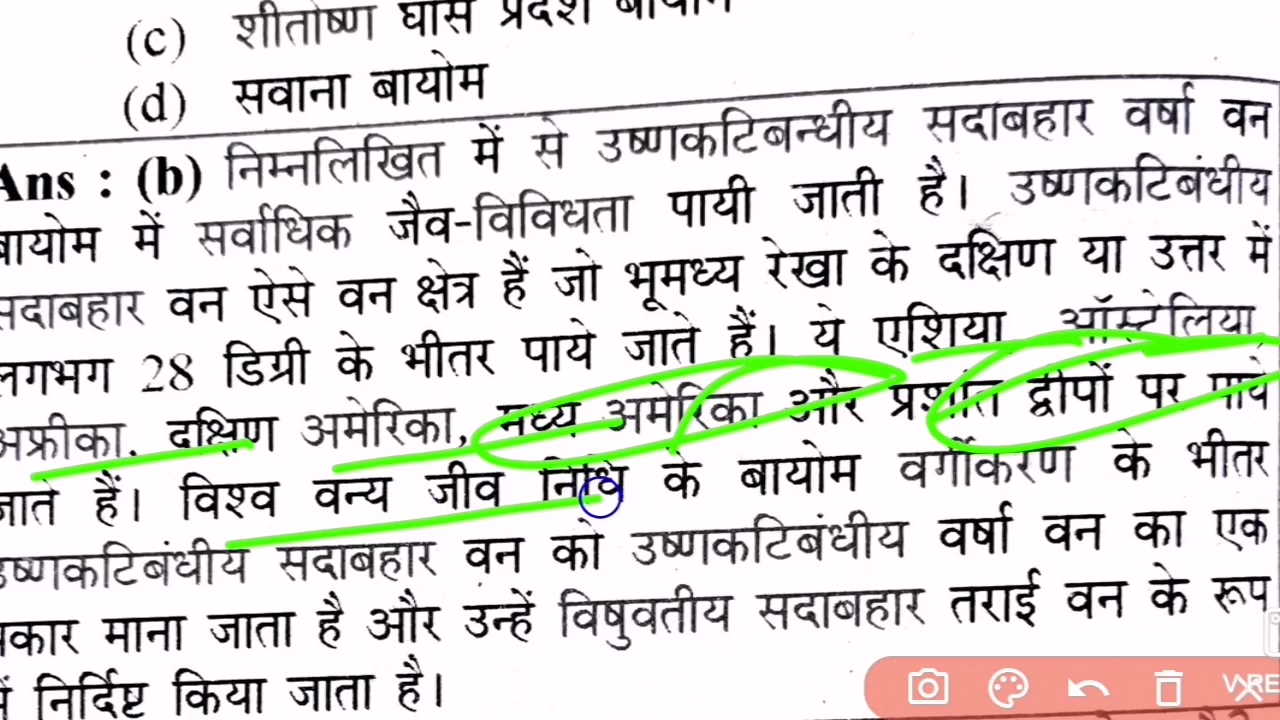 (c) शीतोष्ण घास प्रदेश बायोम
(d) सवाना बायोम
Ans : (b) निम्नलिखित में से उष्णकटिबन्धीय सदाबहार वर्षा वन
बायोम में सर्वाधिक जैव-विविधता पायी जाती है। उष्णकटिबंधीय
सदाबहार वन ऐसे वन क्षेत्र हैं जो भूमध्य रेखा के दक्षिण या उत्तर में
लगभग 28 डिग्री के भीतर पाये जाते हैं। ये एशिया, ऑस्ट्रेलिया,
अफ्रीका, दक्षिण अमेरिका, मध्य अमेरिका और प्रशांत द्वीपों पर पाये
जाते हैं। विश्व वन्य जीव निधि के बायोम वर्गीकरण के भीतर
उष्णकटिबंधीय सदाबहार वन को उष्णकटिबंधीय वर्षा वन का एक
प्रकार माना जाता है और उन्हें विषुवतीय सदाबहार तराई वन के रूप
में निर्दिष्ट किया जाता है।